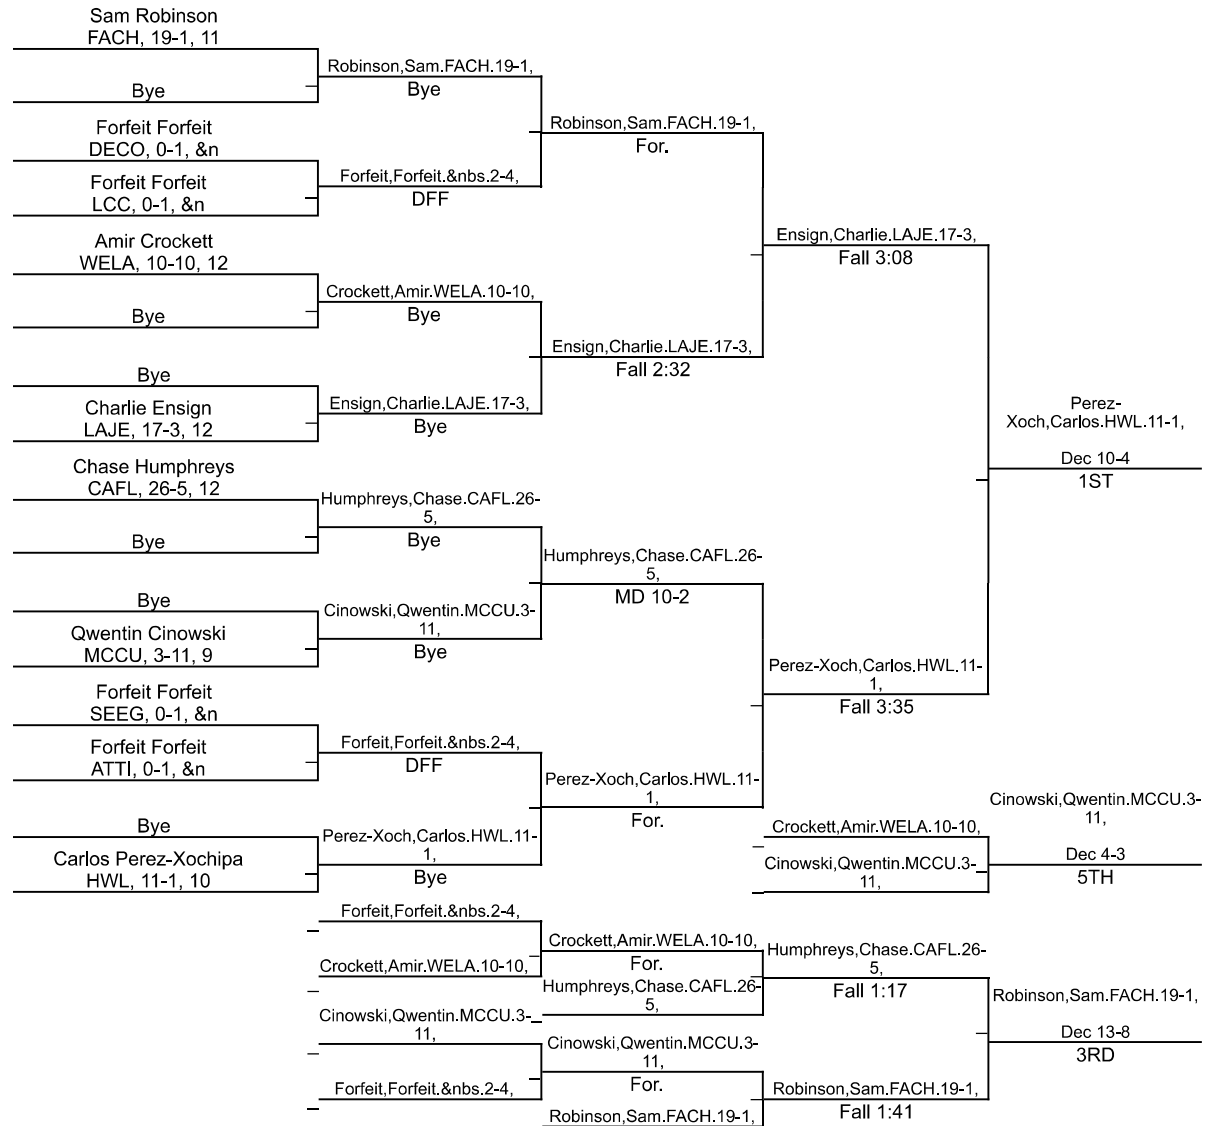 Sam Robinson
FACH, 19-1, 11
Bye
Robinson,Sam.FACH.19-1,
Bye
Forfeit Forfeit
DECO, 0-1, &n
Forfeit Forfeit
LCC, 0-1, &n
Forfeit,Forfeit.&nbs.2-4,
DFF
Robinson,Sam.FACH.19-1,
For.
Amir Crockett
WELA, 10-10, 12
Bye
Crockett,Amir.WELA.10-10,
Bye
Bye
Charlie Ensign
LAJE, 17-3, 12
Ensign,Charlie.LAJE.17-3,
Bye
Ensign,Charlie.LAJE.17-3,
Fall 2:32
Ensign,Charlie.LAJE.17-3,
Fall 3:08
Chase Humphreys
CAFL, 26-5, 12
Bye
Humphreys,Chase.CAFL.26-
5,
Bye
Bye
Qwentin Cinowski
MCCU, 3-11, 9
Cinowski,Qwentin.MCCU.3-
11,
Bye
Humphreys,Chase.CAFL.26-
5,
MD 10-2
Forfeit Forfeit
SEEG, 0-1, &n
Forfeit Forfeit
ATTI, 0-1, &n
Forfeit,Forfeit.&nbs.2-4,
DFF
Bye
Carlos Perez-Xochipa
HWL, 11-1, 10
Perez-Xoch,Carlos.HWL.11-
1,
Bye
Perez-Xoch,Carlos.HWL.11-
1,
For.
Perez-Xoch,Carlos.HWL.11-
1,
Fall 3:35
Perez-
Xoch,Carlos.HWL.11-1,
Dec 10-4
1ST
Crockett,Amir.WELA.10-10,
Cinowski,Qwentin.MCCU.3-
11,
Cinowski,Qwentin.MCCU.3-
11,
Dec 4-3
5TH
Forfeit,Forfeit.&nbs.2-4,
Crockett,Amir.WELA.10-10,
Crockett,Amir.WELA.10-10,
For.
Humphreys,Chase.CAFL.26-
5,
Humphreys,Chase.CAFL.26-
5,
Fall 1:17
Cinowski,Qwentin.MCCU.3-
11,
Forfeit,Forfeit.&nbs.2-4,
Cinowski,Qwentin.MCCU.3-
11,
For.
Robinson,Sam.FACH.19-1,
Robinson,Sam.FACH.19-1,
Fall 1:41
Robinson,Sam.FACH.19-1,
Dec 13-8
3RD